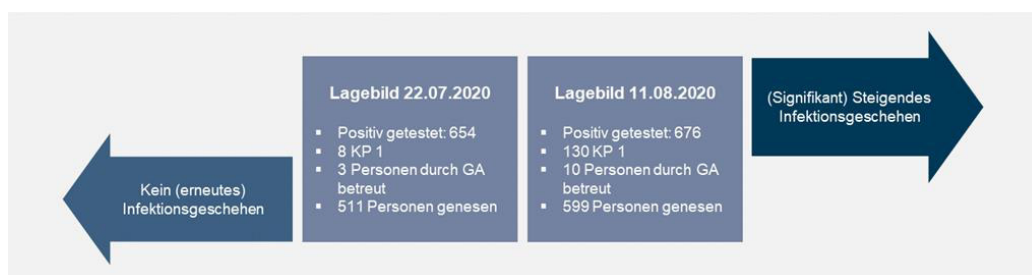 Kein (erneutes)
Infektionsgeschehen
Lagebild 22.07.2020
▪ Positiv getestet: 654
▪ 8 KP 1
▪ 3 Personen durch GA
betreut
▪ 511 Personen genesen
Lagebild 11.08.2020
▪ Positiv getestet: 676
▪ 130 KP 1
▪ 10 Personen durch GA
betreut
▪ 599 Personen genesen
(Signifikant) Steigendes
Infektionsgeschehen